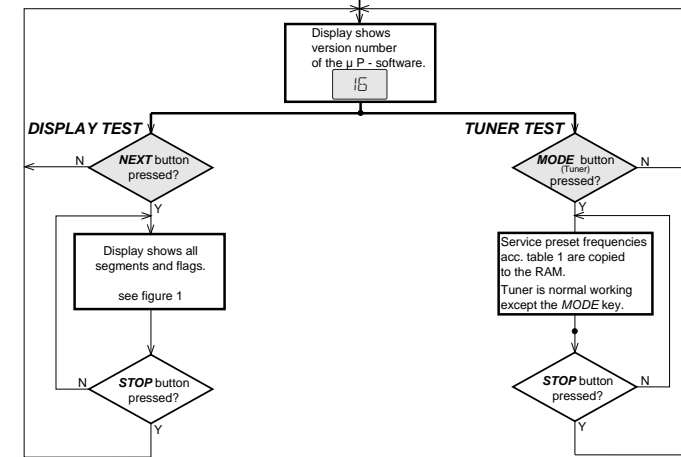 Display shows
version number
of the µ P - software.
16
DISPLAY TEST
NEXT button
pressed?
N
Y
Display shows all
segments and flags.
see figure 1
STOP button
pressed?
N
Y
TUNER TEST
MODE button
(Tuner)
pressed?
N
Y
Service preset frequencies
acc. table 1 are copied
to the RAM.
Tuner is normal working
except the MODE key.
STOP button
pressed?
N
Y